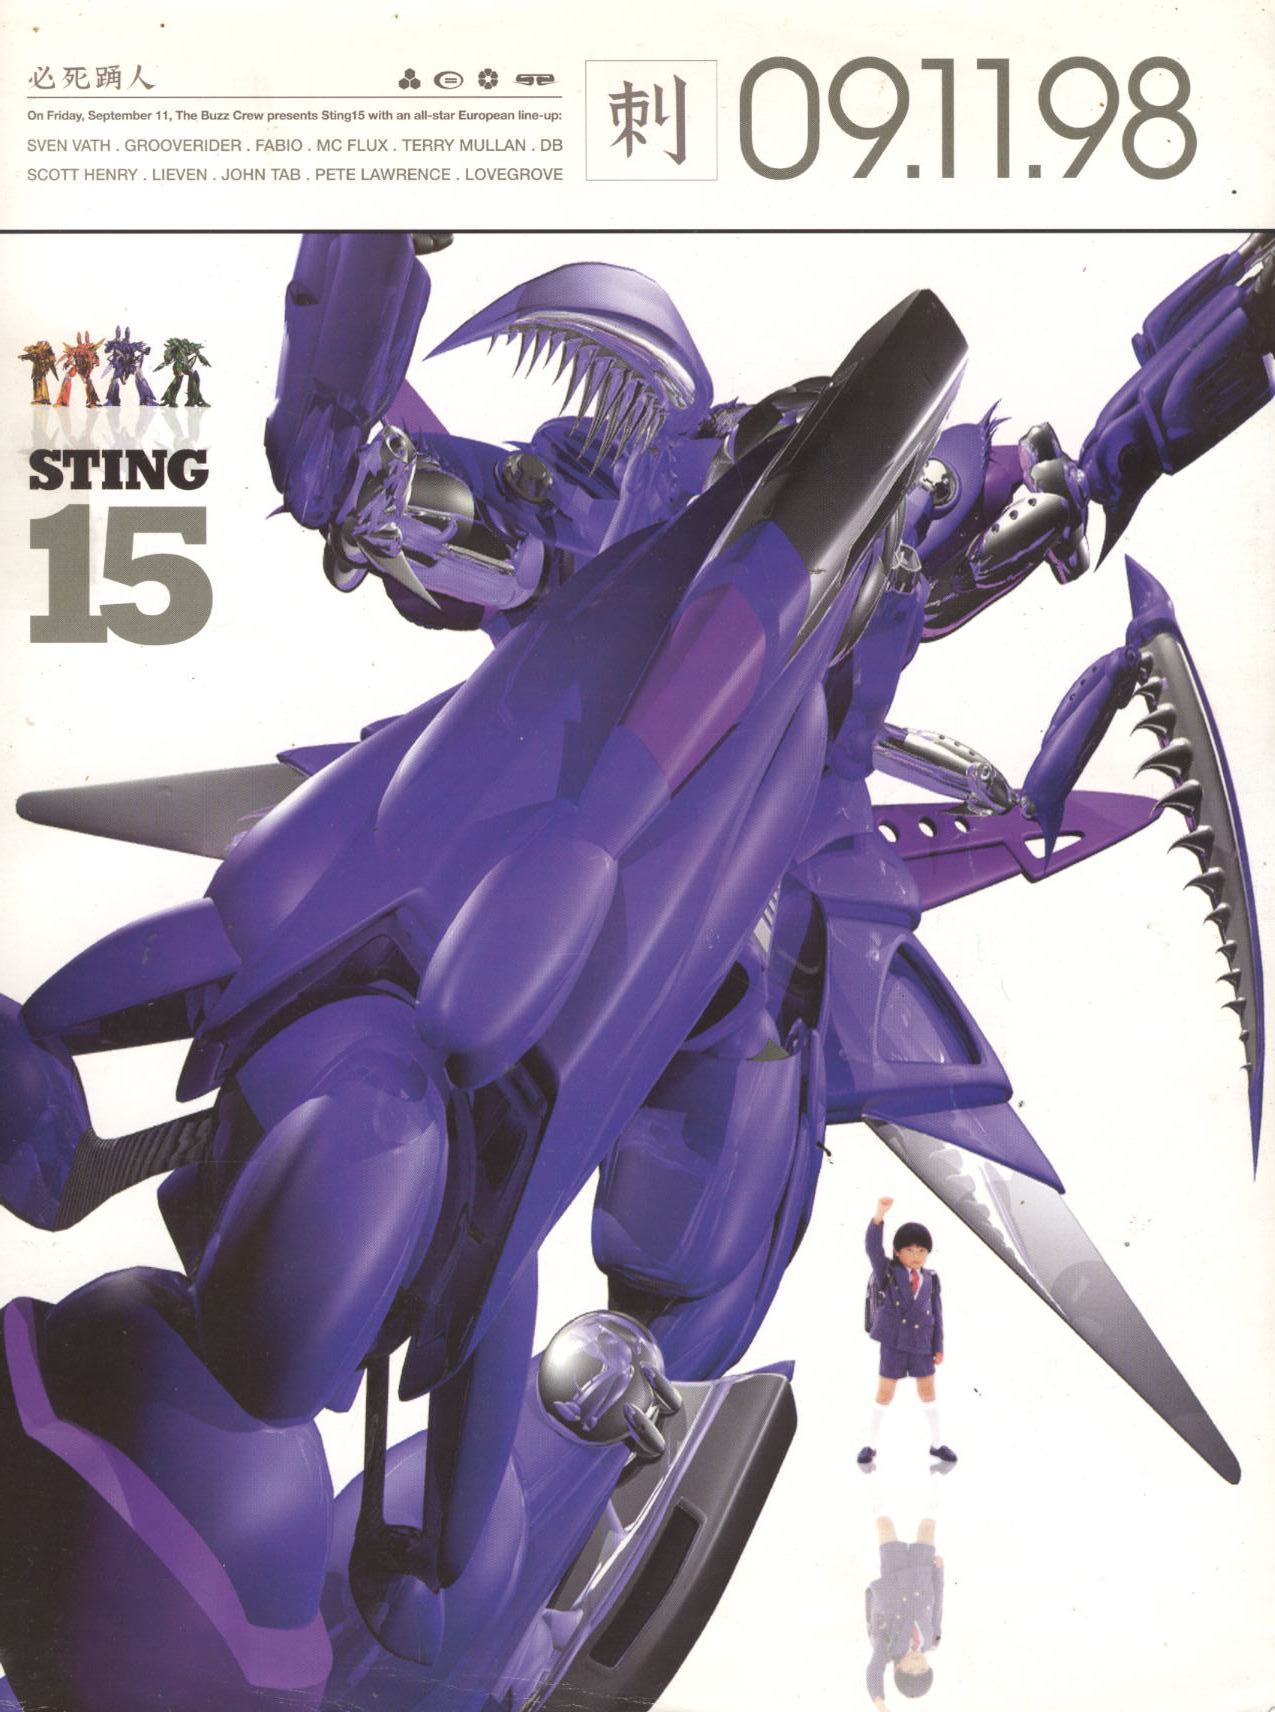 必死踊人
On Friday, September 11, The Buzz Crew presents Sting15 with an all-star European line-up:
SVEN VATH . GROOVERIDER . FABIO . MC FLUX . TERRY MULLAN . DB
SCOTT HENRY . LIEVEN . JOHN TAB . PETE LAWRENCE . LOVEGROVE
刺
09.11.98
STING
15